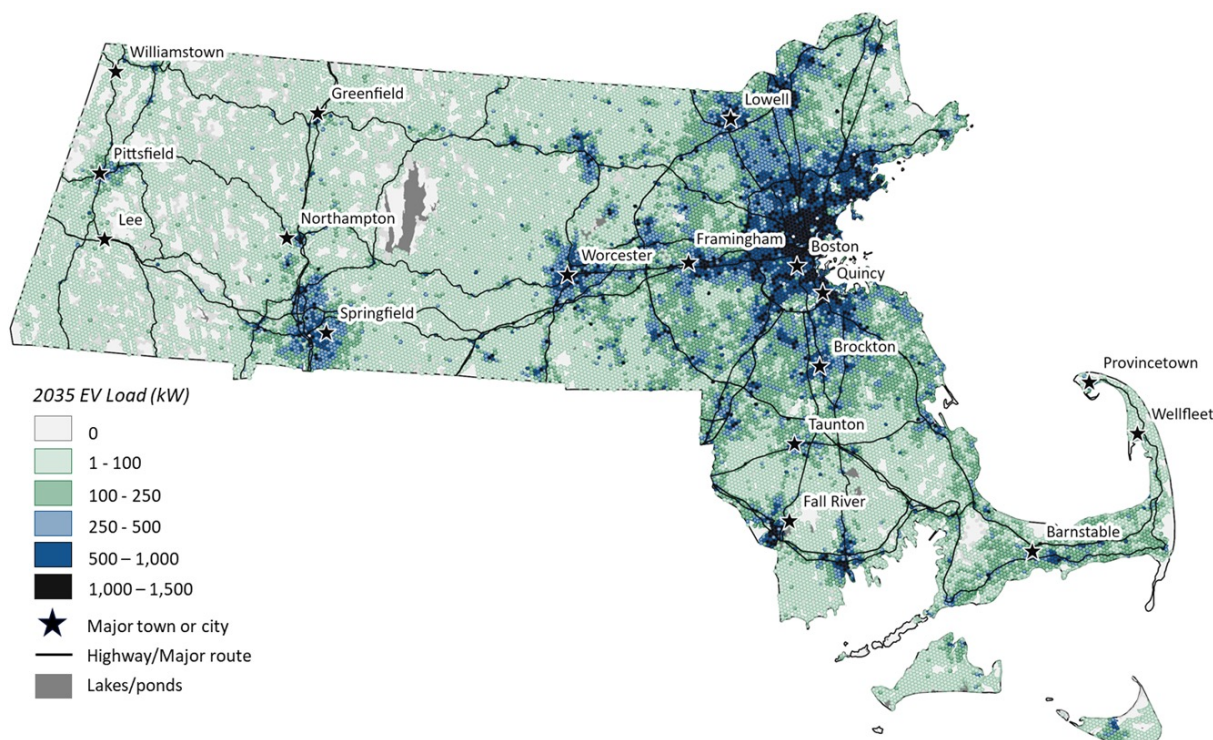 Williamstown
Greenfield
Lowell
Pittsfield
Lee
Northampton
Framingham
Worcester
Boston
Quincy
Springfield
Brockton
Provincetown
Wellfleet
Taunton
Fall River
Barnstable
2035 EV Load (kW)
0
1 - 100
100 - 250
250 - 500
500 – 1,000
1,000 – 1,500
Major town or city
Highway/Major route
Lakes/ponds